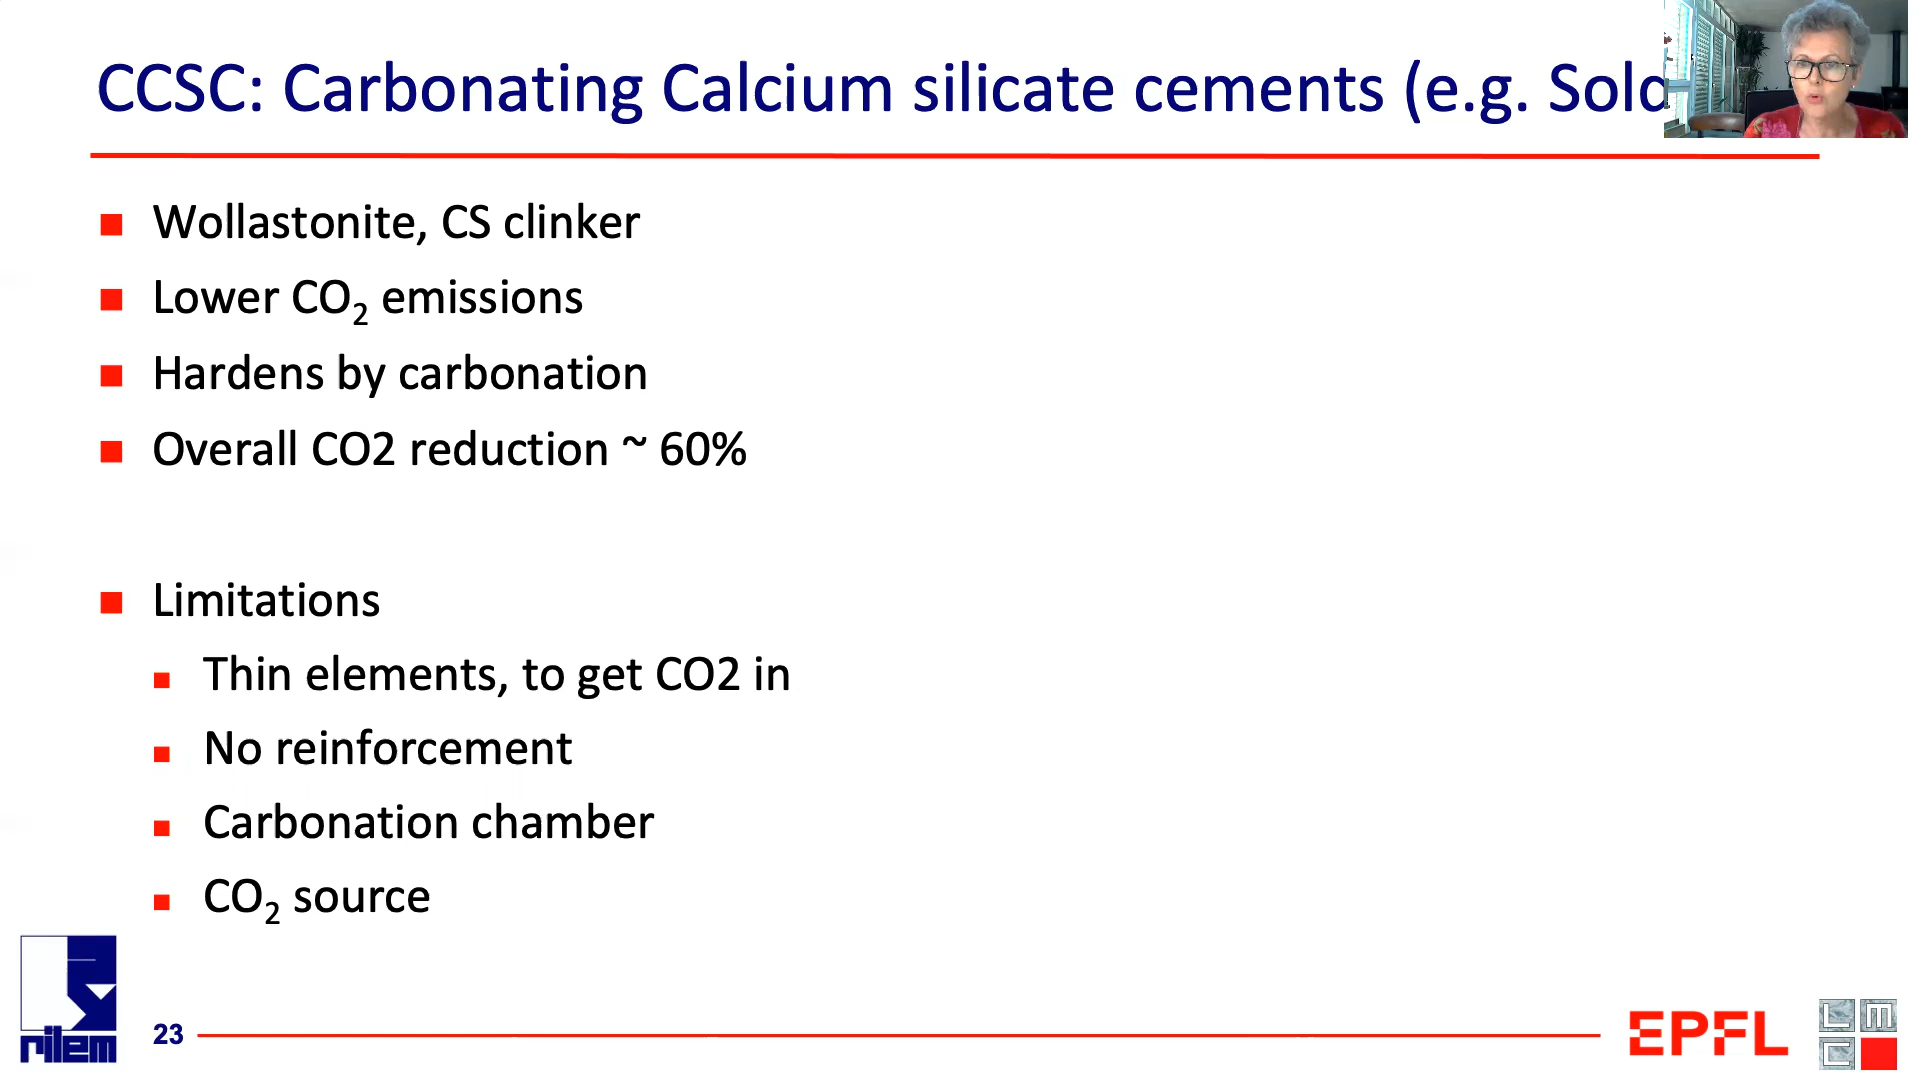 CCSC: Carbonating Calcium silicate cements (e.g. Solid
Wollastonite, CS clinker
Lower CO₂ emissions
Hardens by carbonation
Overall CO2 reduction ~ 60%
Limitations
Thin elements, to get CO2 in
No reinforcement
Carbonation chamber
CO₂ source
rilem
23
EPFL
L M
C